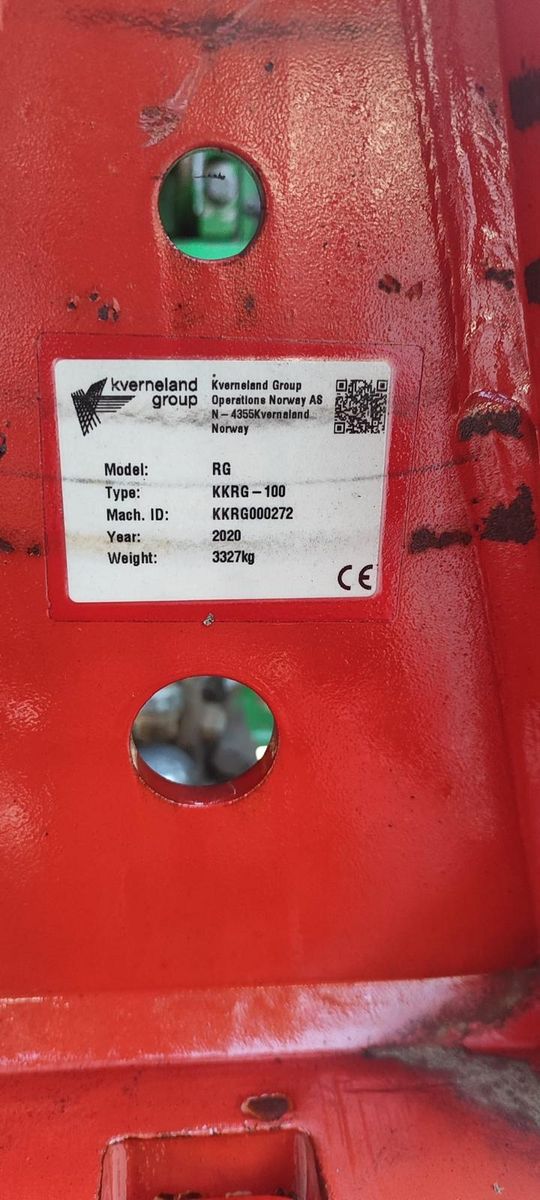 kverneland
group
Kverneland Group
Operations Norway AS
N-4355Kvernaland
Norway
Model: RG
Type: KKRG-100
Mach. ID: KKRG000272
Year: 2020
Weight: 3327kg
CE